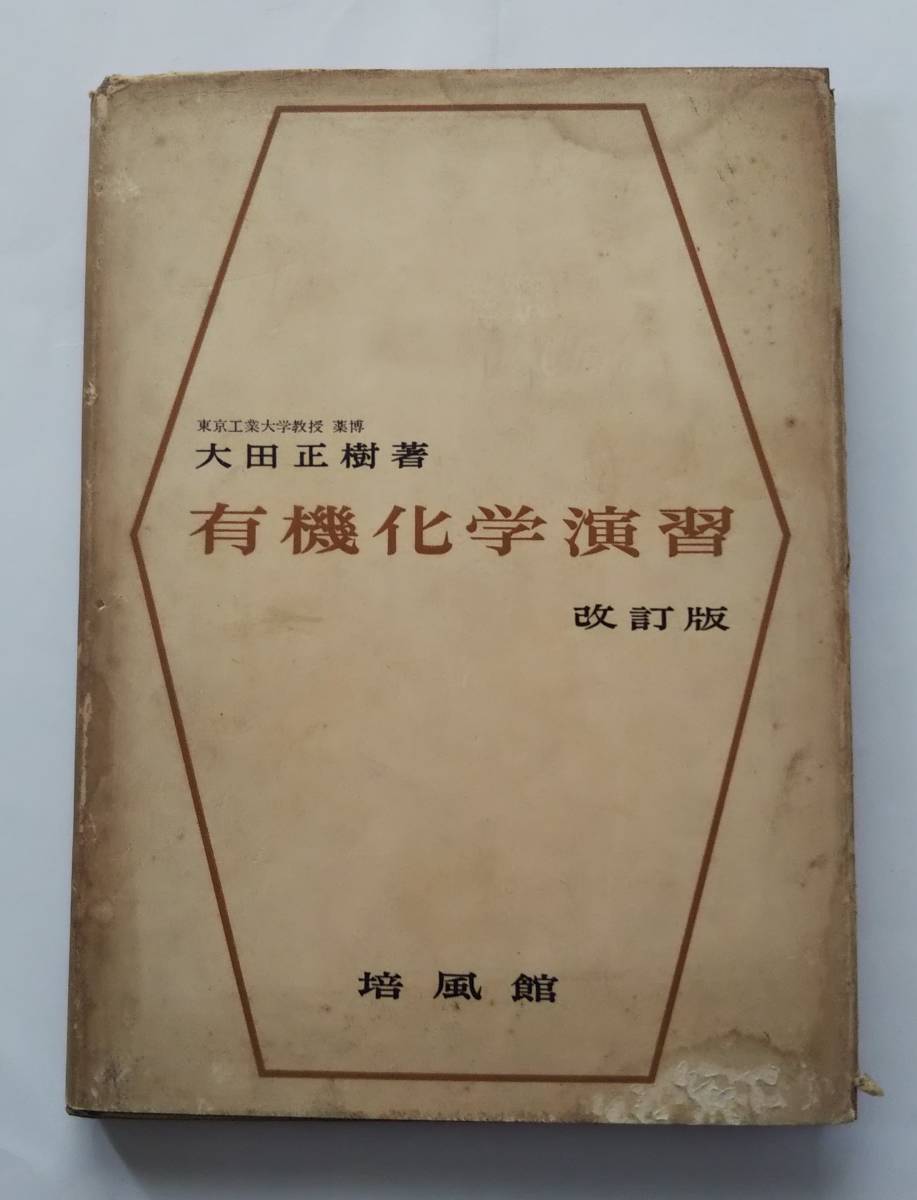 東京工業大学教授 薬博
大田正樹著
有機化学演習
改訂版
培風館